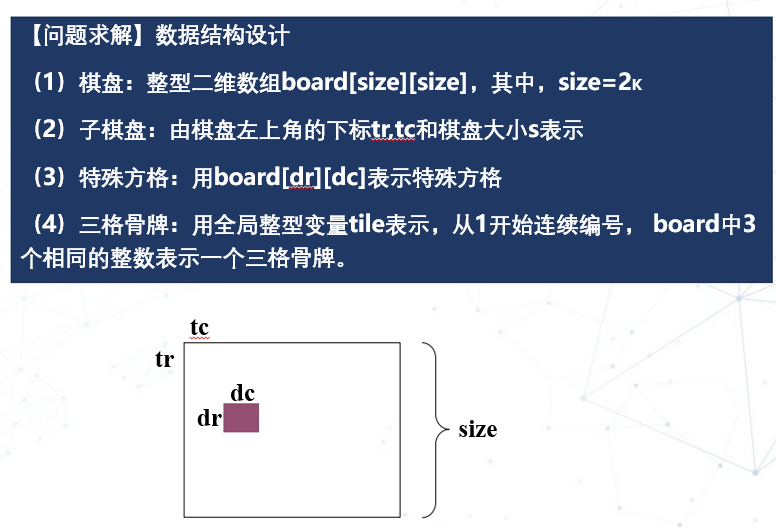 【问题求解】数据结构设计
（1）棋盘：整型二维数组board[size][size]，其中，size=2K
（2）子棋盘：由棋盘左上角的下标tr,tc和棋盘大小s表示
（3）特殊方格：用board[dr][dc]表示特殊方格
（4）三格骨牌：用全局整型变量tile表示，从1开始连续编号， board中3
个相同的整数表示一个三格骨牌。
tc
tr
dc
dr
size